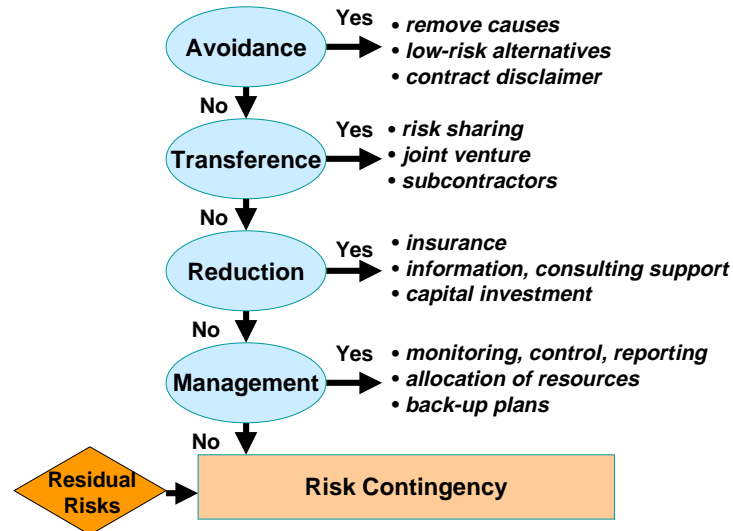 Avoidance
Yes
• remove causes
• low-risk alternatives
• contract disclaimer
No
Transference
Yes
• risk sharing
• joint venture
• subcontractors
No
Reduction
Yes
• insurance
• information, consulting support
• capital investment
No
Management
Yes
• monitoring, control, reporting
• allocation of resources
• back-up plans
No
Residual
Risks
Risk Contingency